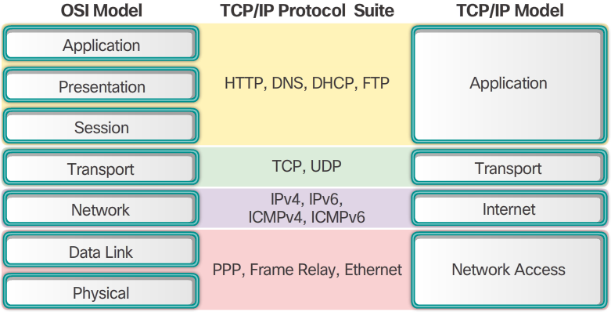 OSI Model
TCP/IP Protocol Suite
TCP/IP Model
Application
Presentation
Session
HTTP, DNS, DHCP, FTP
Application
Transport
TCP, UDP
Transport
Network
IPv4, IPv6,
ICMPv4, ICMPv6
Internet
Data Link
Physical
PPP, Frame Relay, Ethernet
Network Access